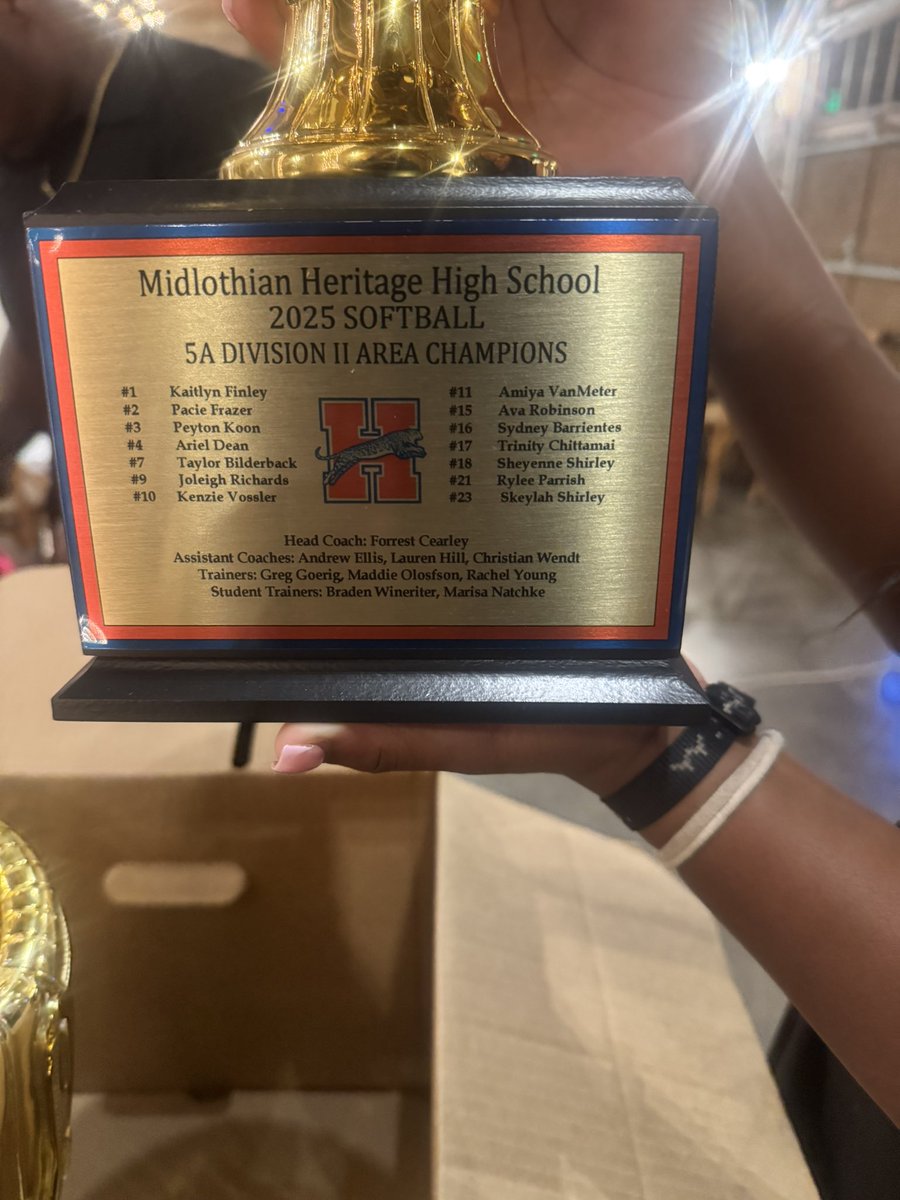 Midlothian Heritage High School
2025 SOFTBALL
5A DIVISION II AREA CHAMPIONS
#1 Kaitlyn Finley
#2 Pacie Frazer
#3 Peyton Koon
#4 Ariel Dean
#7 Taylor Bilderback
#9 Joleigh Richards
#10 Kenzie Vossler
H
#11 Amiya VanMeter
#15 Ava Robinson
#16 Sydney Barrientes
#17 Trinity Chittamai
#18 Sheyenne Shirley
#21 Rylee Parrish
#23 Skeylah Shirley
Head Coach: Forrest Cearley
Assistant Coaches: Andrew Ellis, Lauren Hill, Christian Wendt
Trainers: Greg Goerig, Maddie Olosfson, Rachel Young
Student Trainers: Braden Wineriter, Marisa Natchke